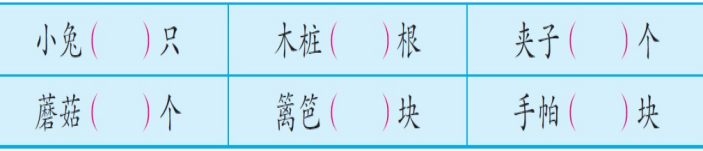 小兔( )只 木桩( )根 夹子( )个
蘑菇( )个 篱笆( )块 手帕( )块